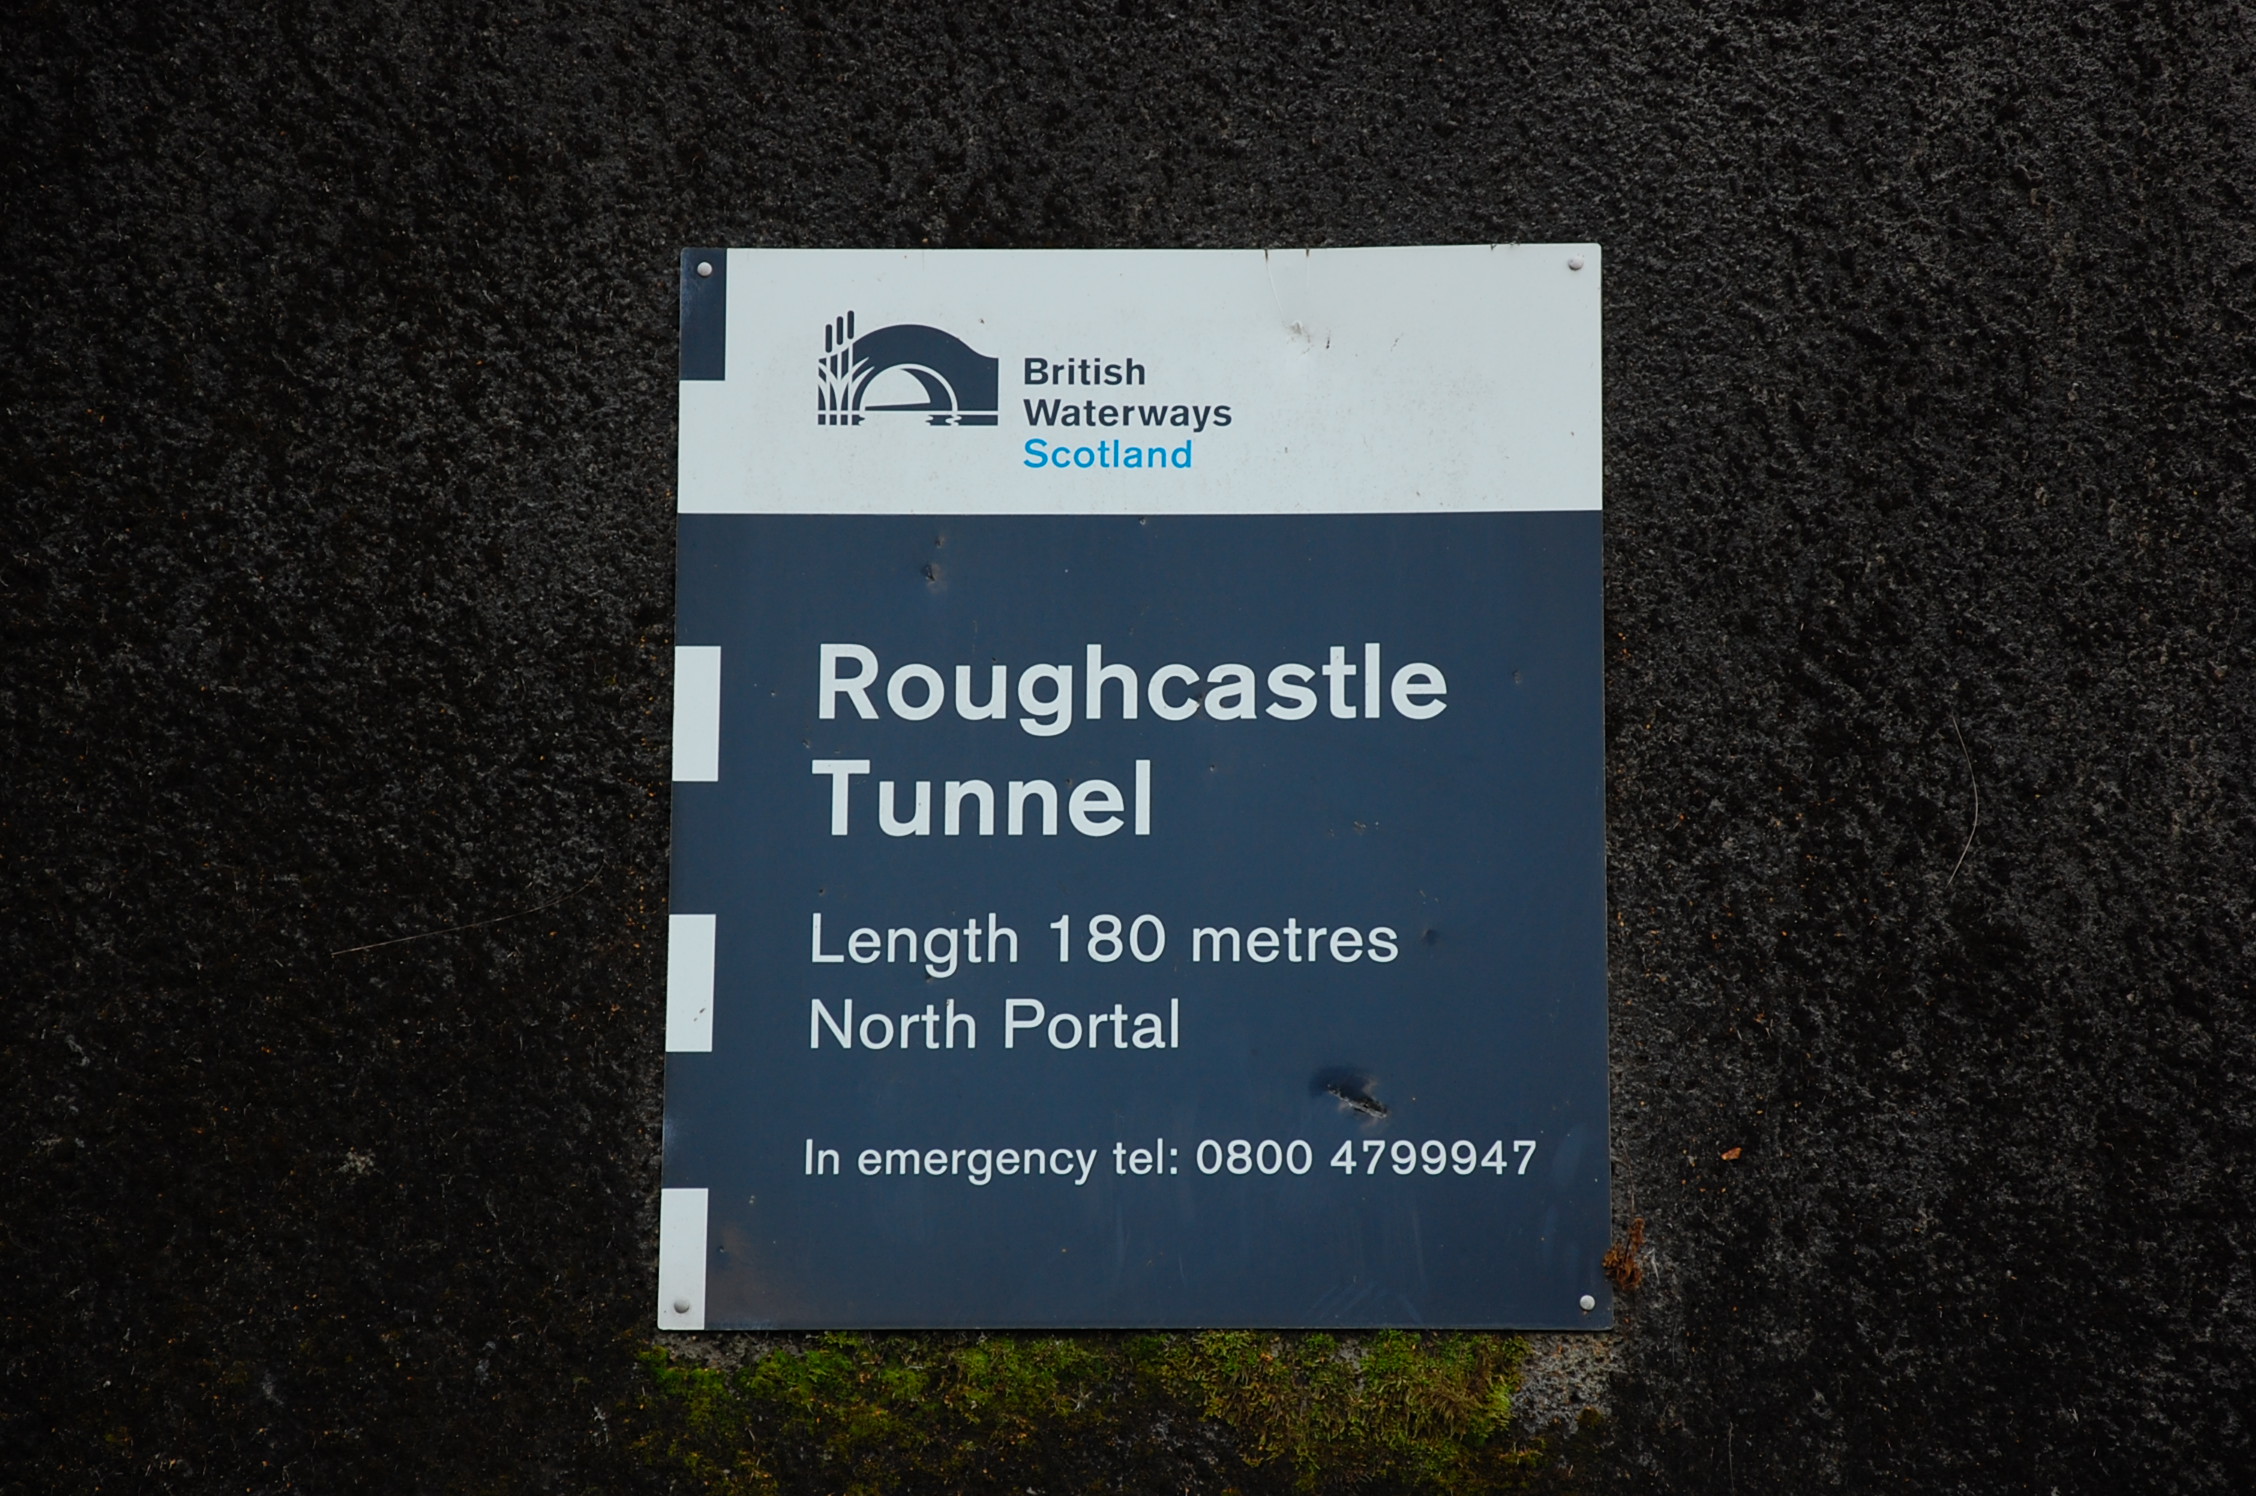 British
Waterways
Scotland
Roughcastle
Tunnel
Length 180 metres
North Portal
In emergency tel: 0800 4799947